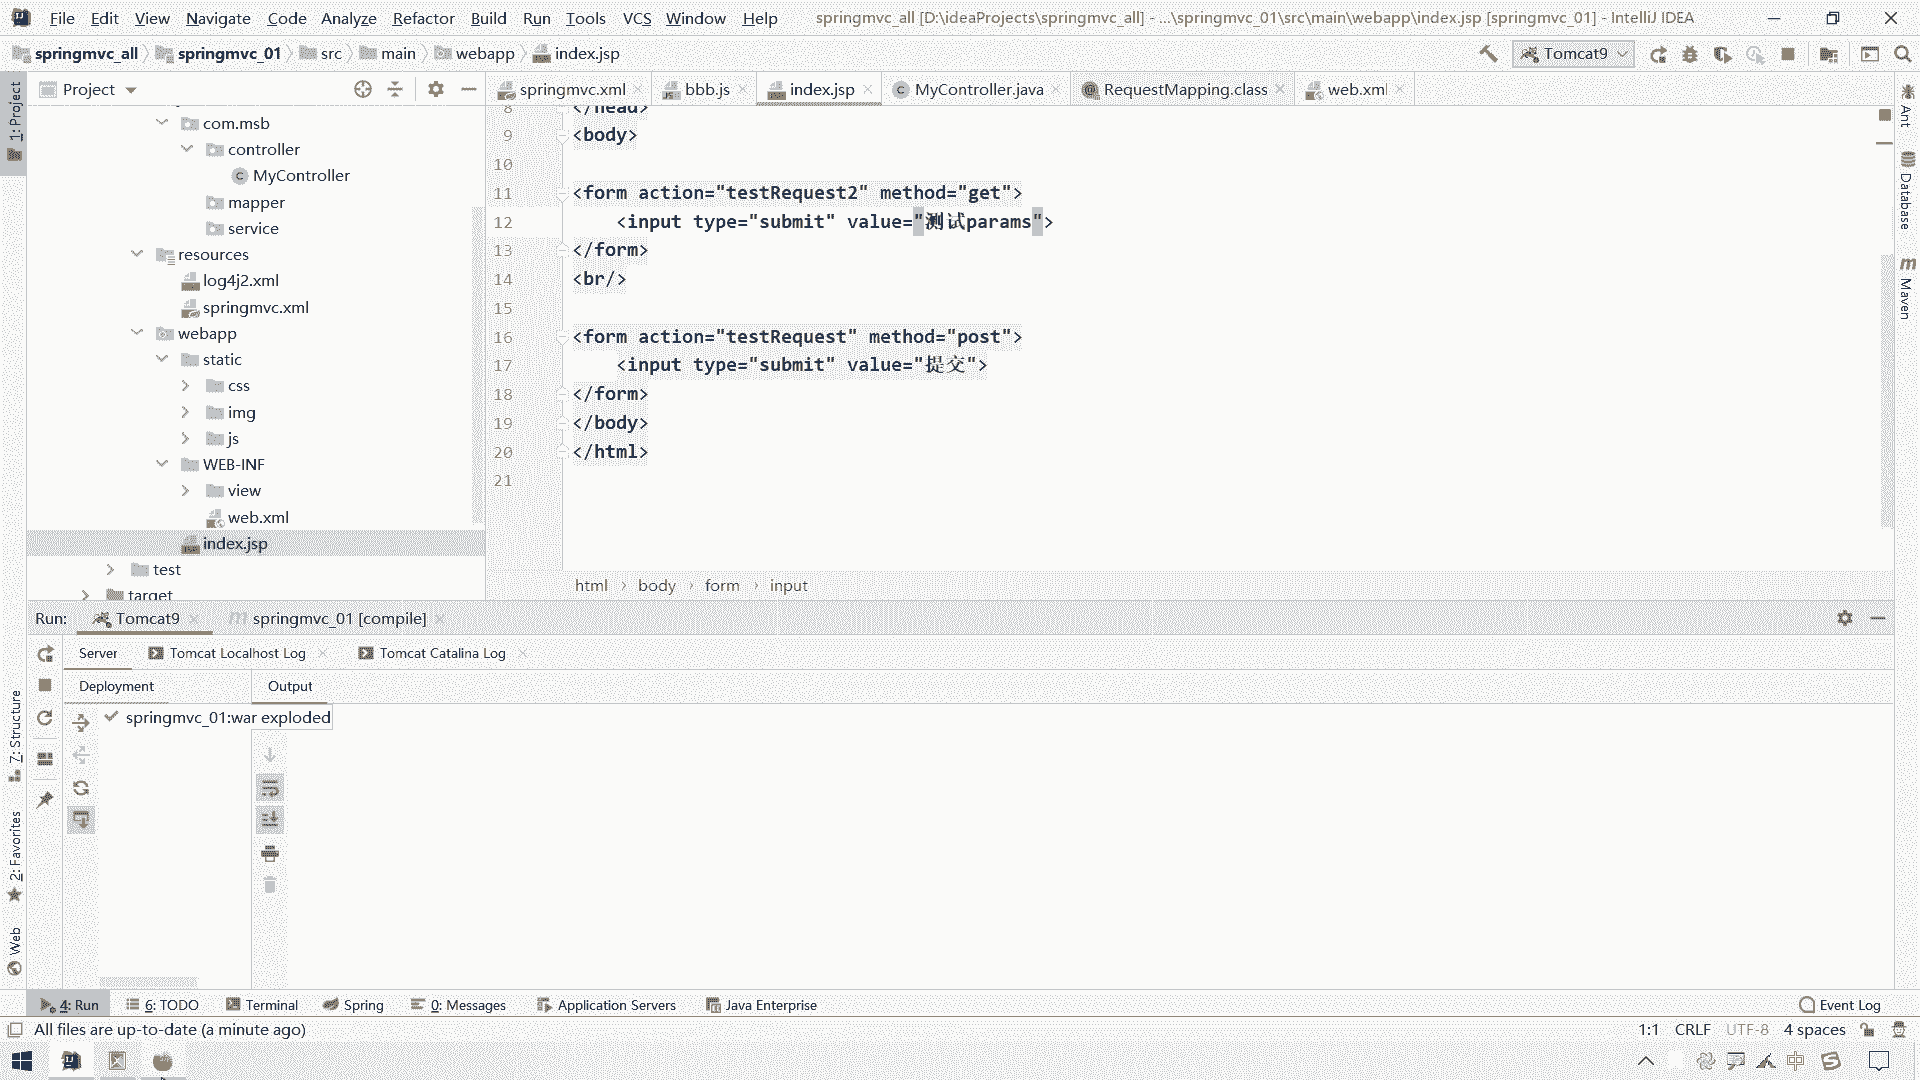 File Edit View Navigate Code Analyze Refactor Build Run Tools VCS Window Help springmvc_all [D:\ideaProjects\springmvc_all] - ...\springmvc_01\src\main\webapp\index.jsp [springmvc_01] - IntelliJ IDEA
springmvc_all springmvc_01 src main webapp index.jsp Tomcat9
1: Project
Project
com.msb
controller
MyController
mapper
service
resources
log4j2.xml
springmvc.xml
webapp
static
css
img
js
WEB-INF
view
web.xml
index.jsp
test
target
springmvc.xml bbb.js index.jsp MyController.java RequestMapping.class web.xml
8 </head>
9 <body>
10
11 <form action="testRequest2" method="get">
12 <input type="submit" value="测试params">
13 </form>
14 <br/>
15
16 <form action="testRequest" method="post">
17 <input type="submit" value="提交">
18 </form>
19 </body>
20 </html>
21
html › body › form › input
Ant
Database
m Maven
Run: Tomcat9 springmvc_01 [compile]
Server Tomcat Localhost Log Tomcat Catalina Log
Deployment Output
springmvc_01:war exploded
7: Structure
2: Favorites
Web
4: Run 6: TODO Terminal Spring 0: Messages Application Servers Java Enterprise Event Log
All files are up-to-date (a minute ago) 1:1 CRLF UTF-8 4 spaces
中